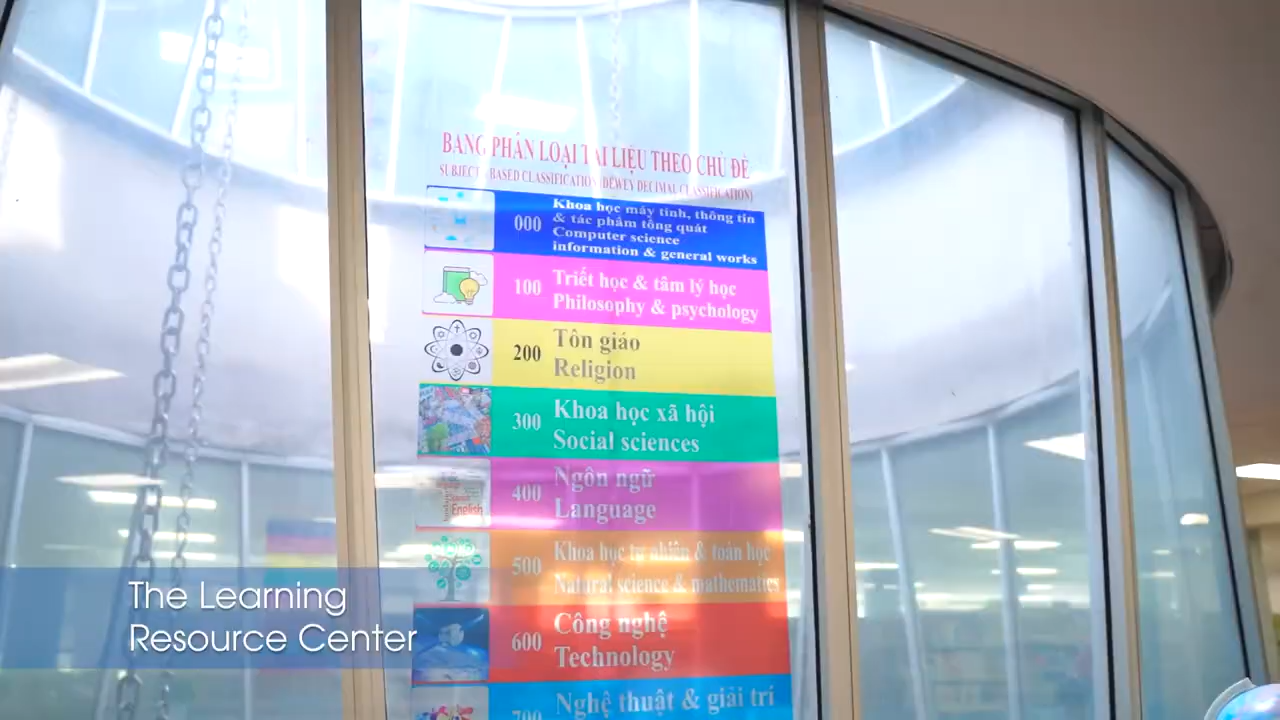 BẢNG PHÂN LOẠI TÀI LIỆU THEO CHỦ ĐỀ
SUBJECT - BASED CLASSIFICATION (DEWEY DECIMAL CLASSIFICATION)
000
Khoa học máy tính, thông tin
& tác phẩm tổng quát
Computer science
information & general works
100
Triết học & tâm lý học
Philosophy & psychology
200
Tôn giáo
Religion
300
Khoa học xã hội
Social sciences
400
Ngôn ngữ
Language
English
500
Khoa học tự nhiên & toán học
Natural science & mathematics
600
Công nghệ
Technology
700
Nghệ thuật & giải trí
The Learning
Resource Center